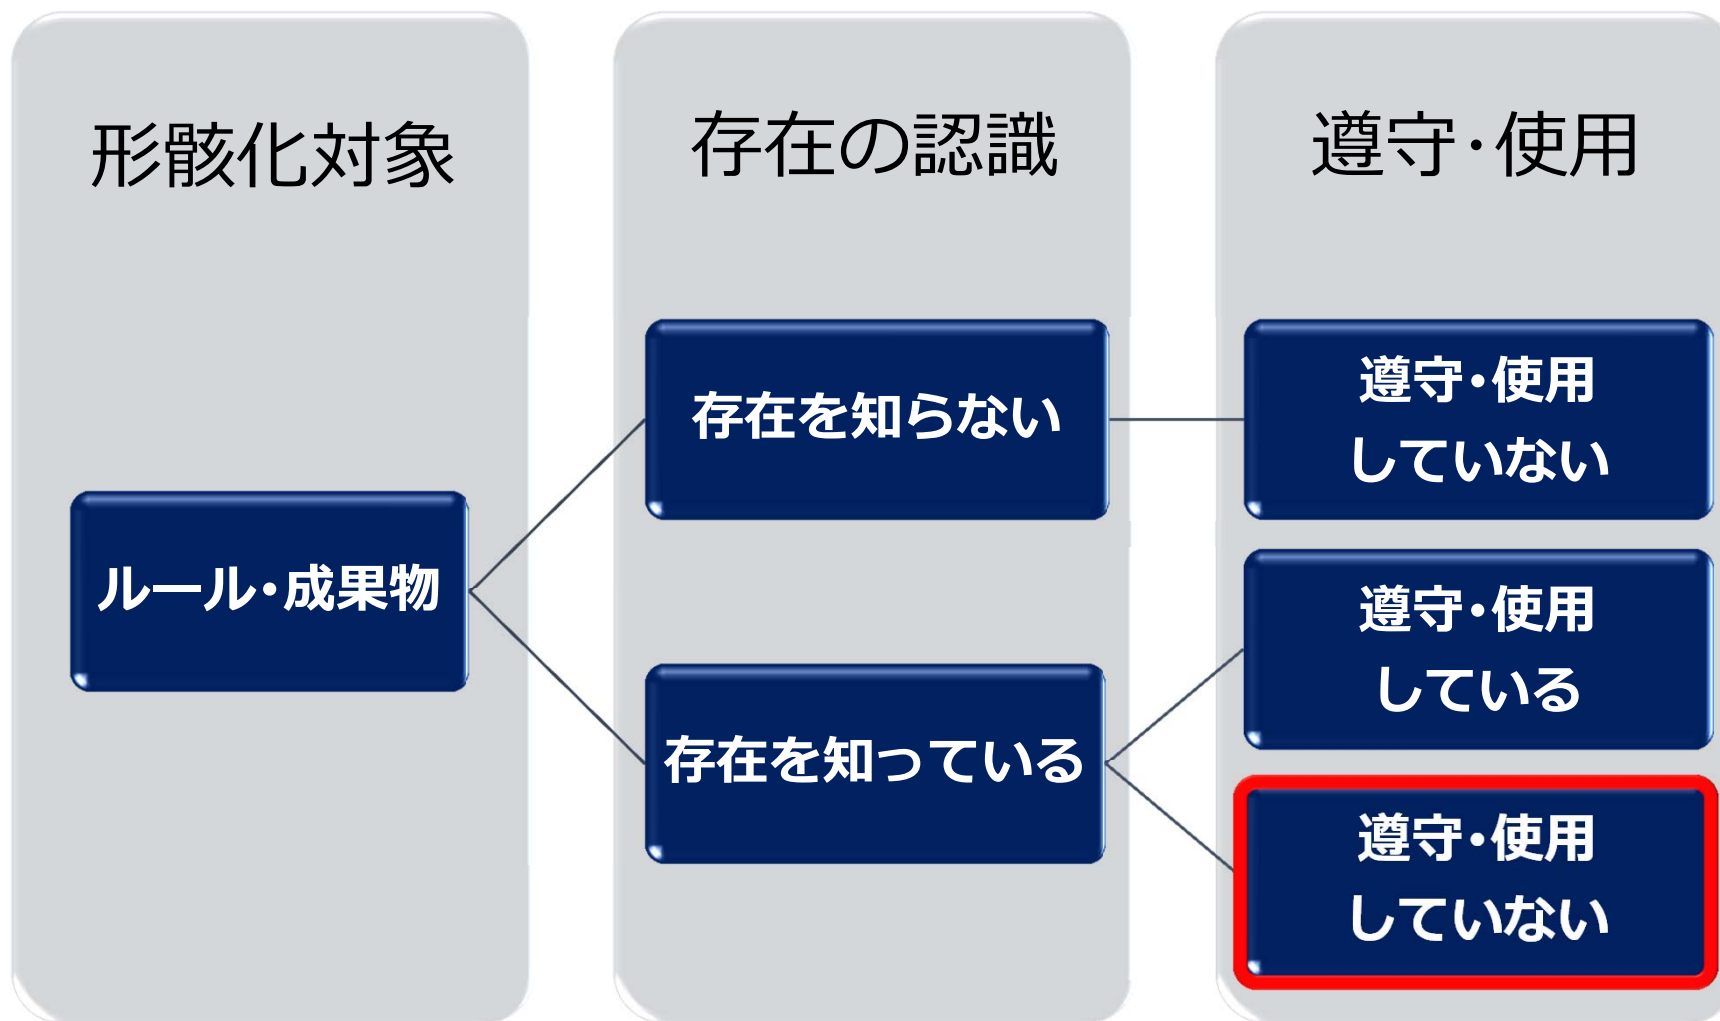 形骸化対象
存在の認識
遵守・使用
ルール・成果物
存在を知らない
存在を知っている
遵守・使用
していない
遵守・使用
している
遵守・使用
していない